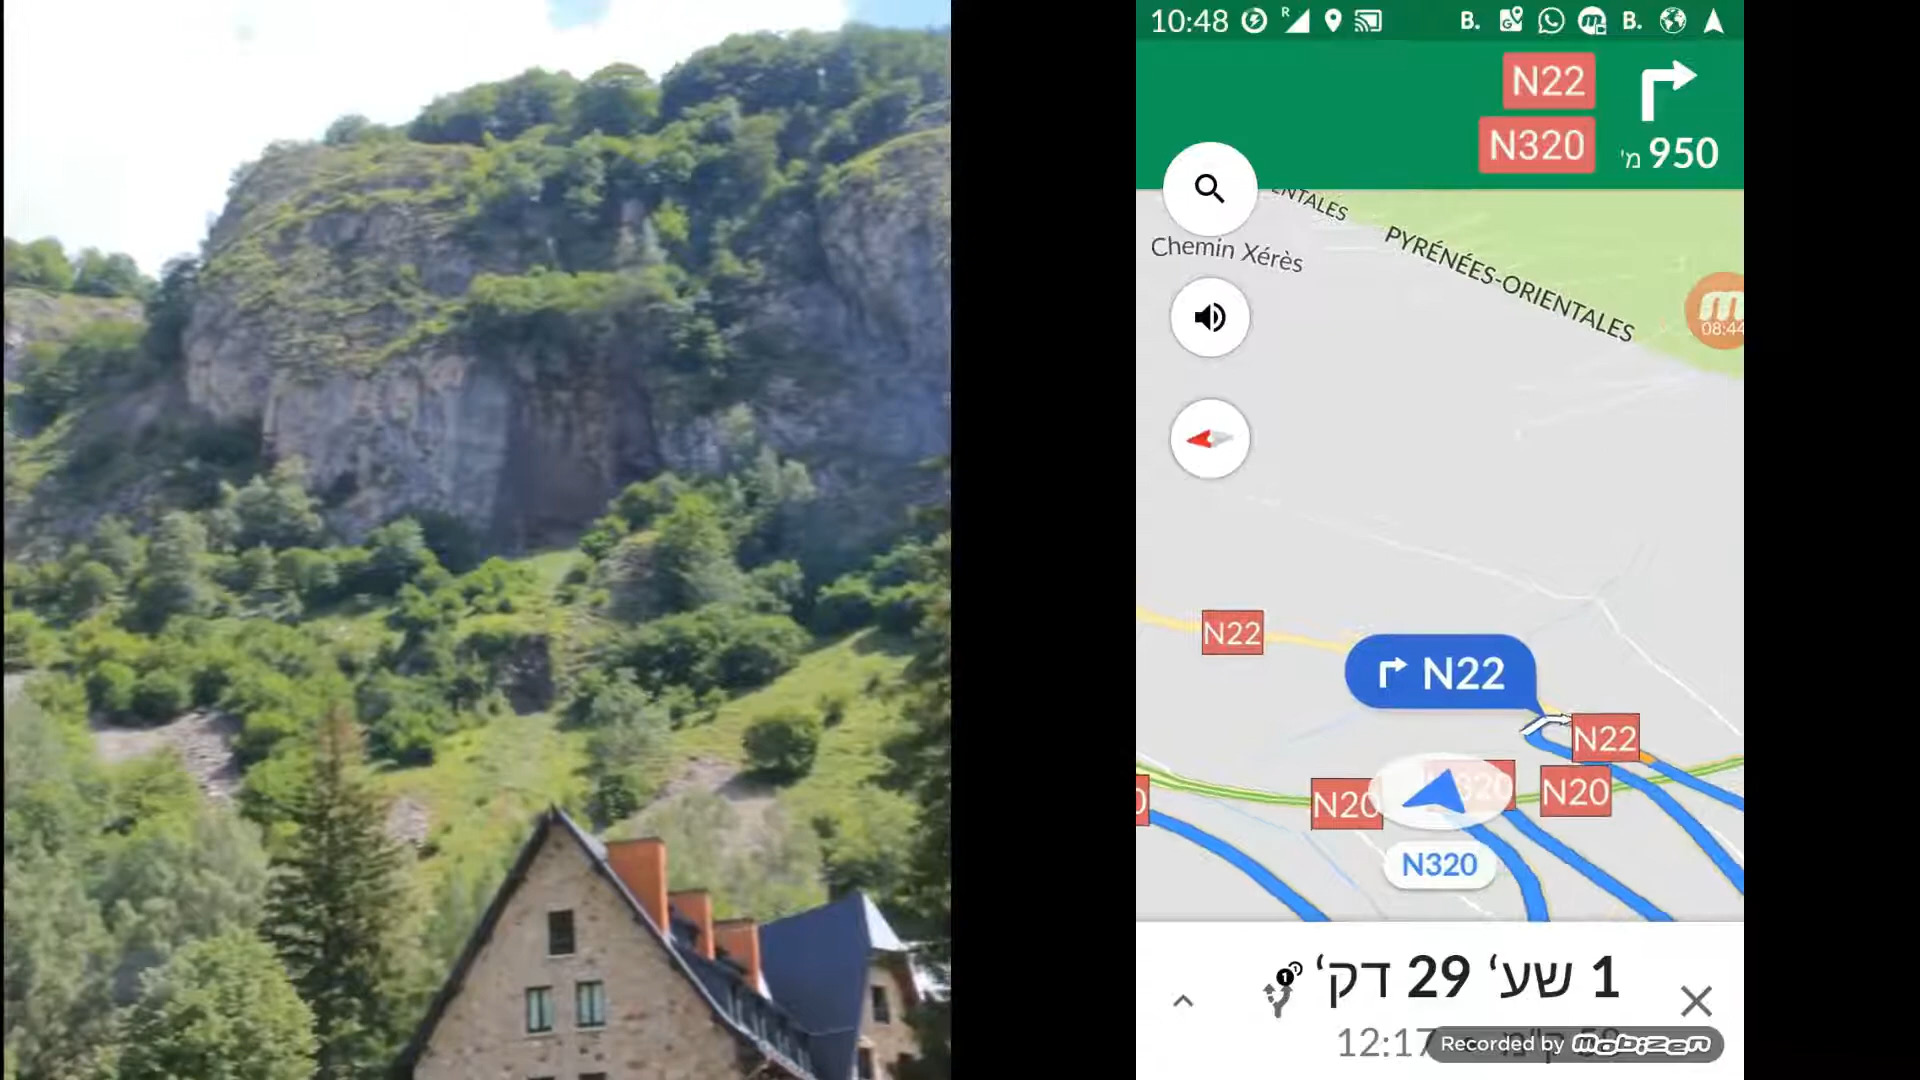 10:48
R
B.
B.
N22
N320
950 מ'
ENTALES
Chemin Xérès
PYRÉNÉES-ORIENTALES
08:44
N22
N22
N22
N20
N20
N320
1 שע' 29 דק'
12:17
Recorded by mobizen